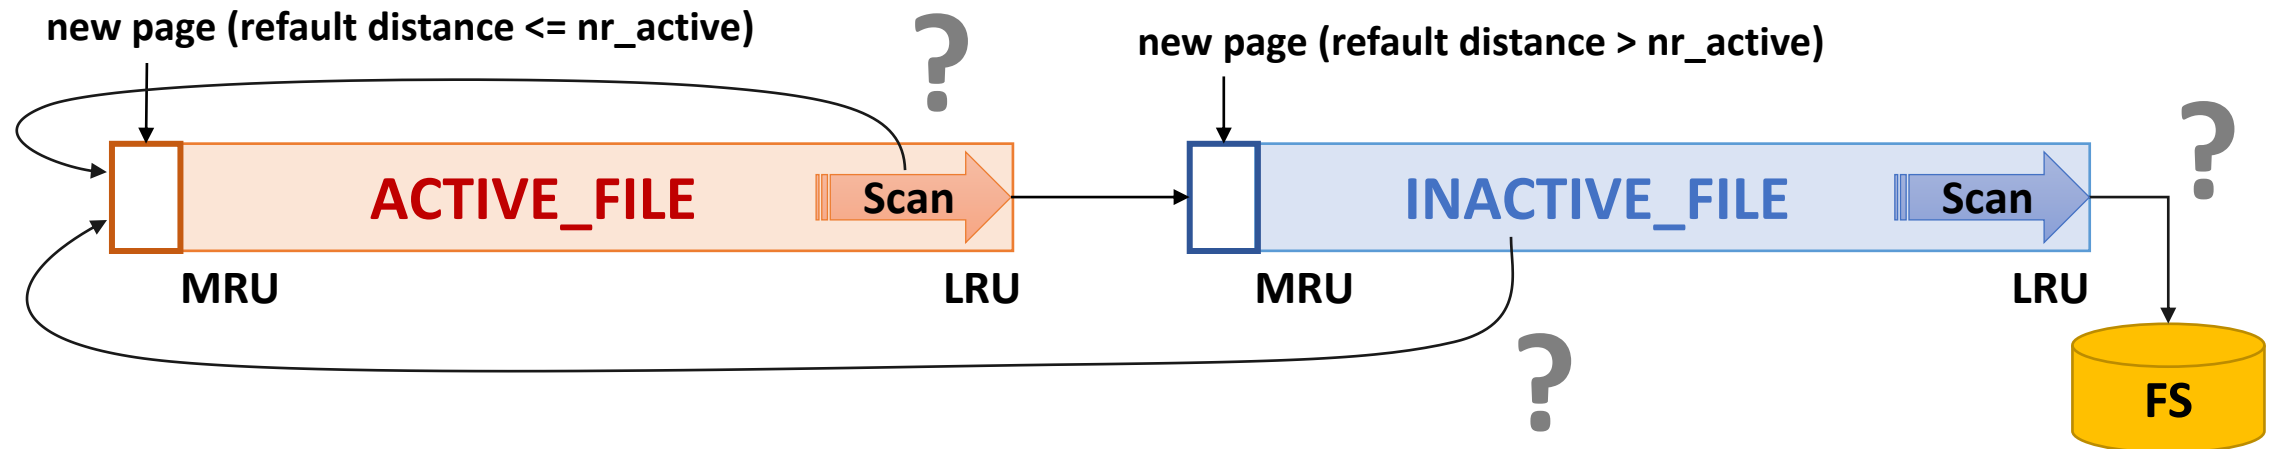 new page (refault distance <= nr_active)
?
new page (refault distance > nr_active)
?
ACTIVE_FILE
Scan
INACTIVE_FILE
Scan
MRU
LRU
MRU
LRU
?
FS